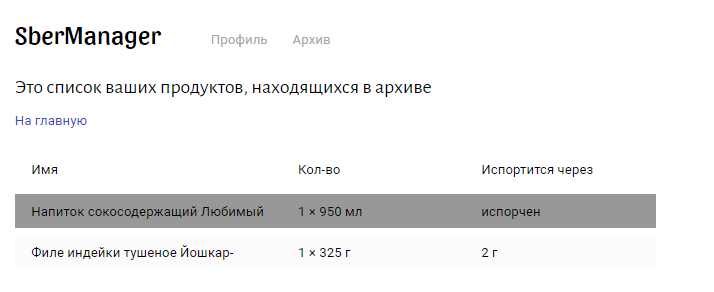 SberManager Профиль Архив
Это список ваших продуктов, находящихся в архиве
На главную
Имя Кол-во Испортится через
Напиток сокосодержащий Любимый 1 × 950 мл испорчен
Филе индейки тушеное Йошкар- 1 × 325 г 2 г